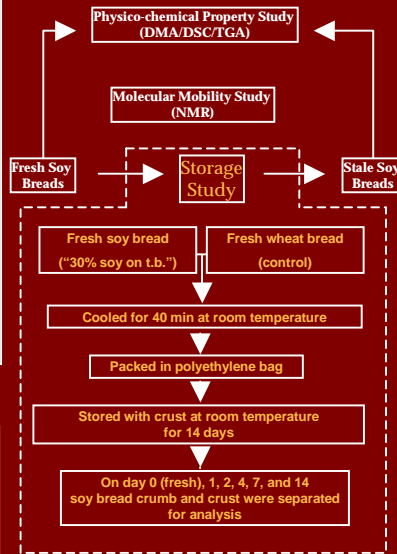 Physico-chemical Property Study
(DMA/DSC/TGA)
Molecular Mobility Study
(NMR)
Fresh Soy
Breads
Storage
Study
Stale Soy
Breads
Fresh soy bread
("30% soy on t.b.")
Fresh wheat bread
(control)
Cooled for 40 min at room temperature
Packed in polyethylene bag
Stored with crust at room temperature
for 14 days
On day 0 (fresh), 1, 2, 4, 7, and 14
soy bread crumb and crust were separated
for analysis